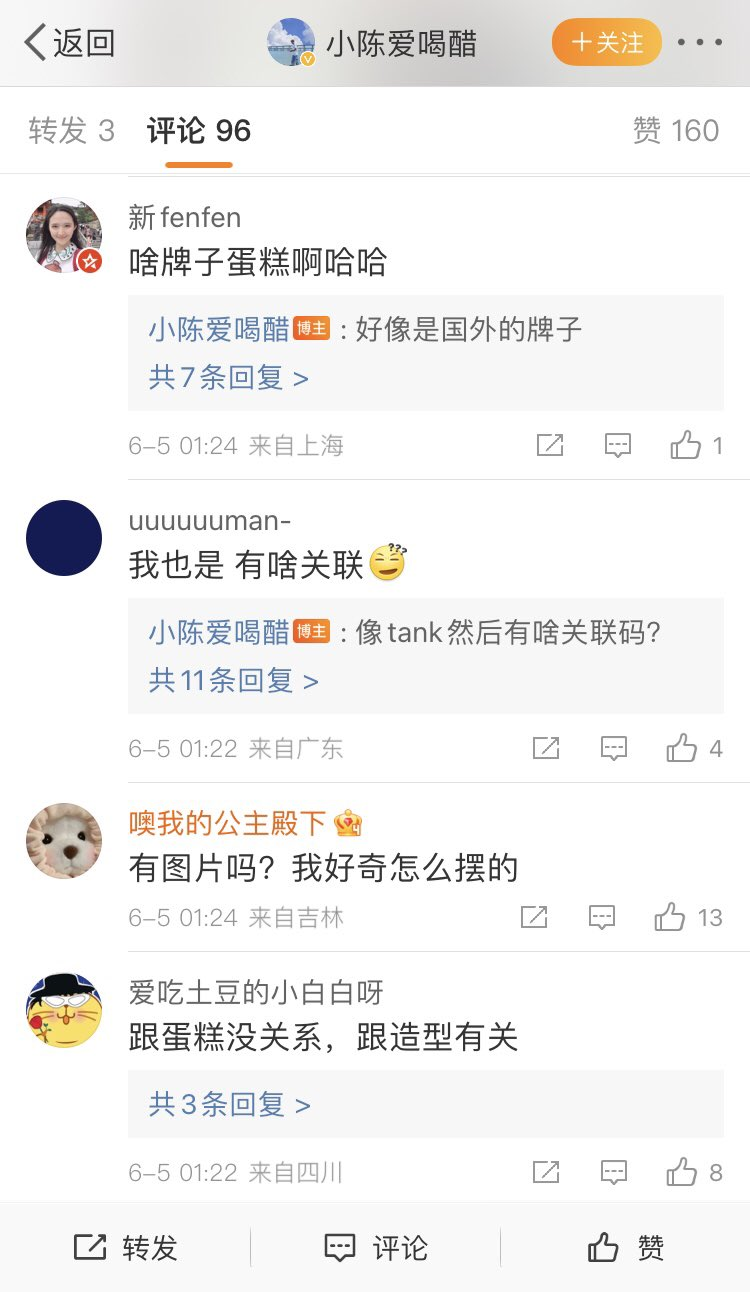 返回
小陈爱喝醋
+关注
转发 3
评论 96
赞 160
新fenfen
啥牌子蛋糕啊哈哈
小陈爱喝醋博主：好像是国外的牌子
共7条回复 >
6-5 01:24 来自上海
1
uuuuuuman-
我也是 有啥关联
小陈爱喝醋博主：像tank然后有啥关联码?
共11条回复 >
6-5 01:22 来自广东
4
噢我的公主殿下
有图片吗？我好奇怎么摆的
6-5 01:24 来自吉林
13
爱吃土豆的小白白呀
跟蛋糕没关系，跟造型有关
共3条回复 >
6-5 01:22 来自四川
8
转发
评论
赞